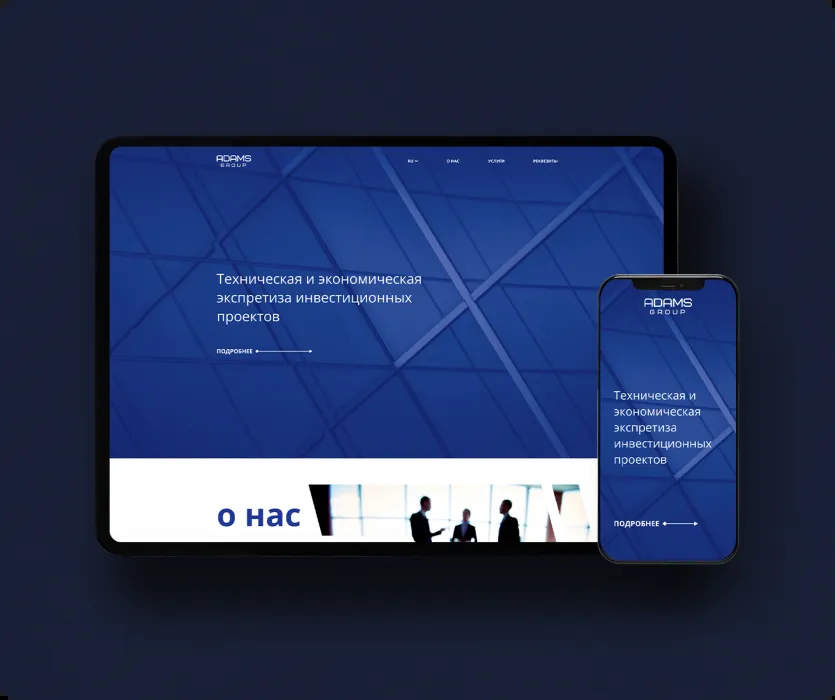 ADAMS
GROUP
RU
О НАС
УСЛУГИ
РЕКВИЗИТЫ
Техническая и экономическая
экспретиза инвестиционных
проектов
ПОДРОБНЕЕ
о нас
ADAMS
GROUP
Техническая и
экономическая
экспретиза
инвестиционных
проектов
ПОДРОБНЕЕ